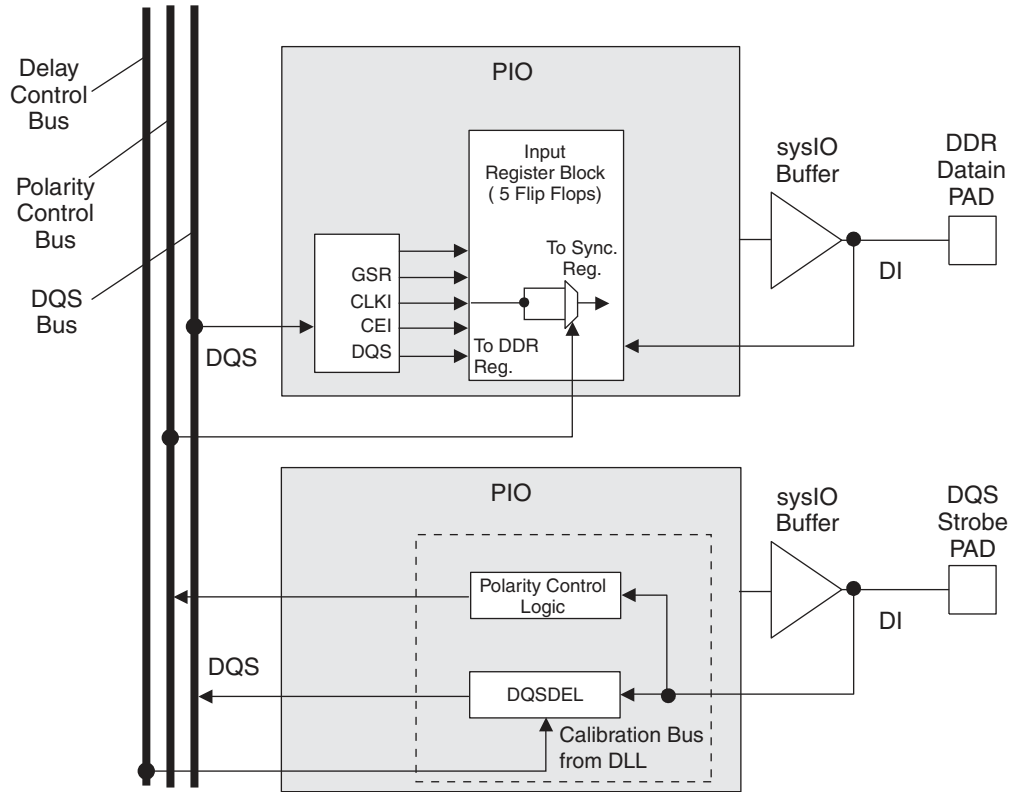 Delay
Control
Bus
Polarity
Control
Bus
DQS
Bus
DQS
PIO
GSR
CLKI
CEI
DQS
Input
Register Block
( 5 Flip Flops)
To Sync.
Reg.
To DDR
Reg.
sysIO
Buffer
DDR
Datain
PAD
DI
PIO
Polarity Control
Logic
DQS
DQSDEL
Calibration Bus
from DLL
sysIO
Buffer
DQS
Strobe
PAD
DI